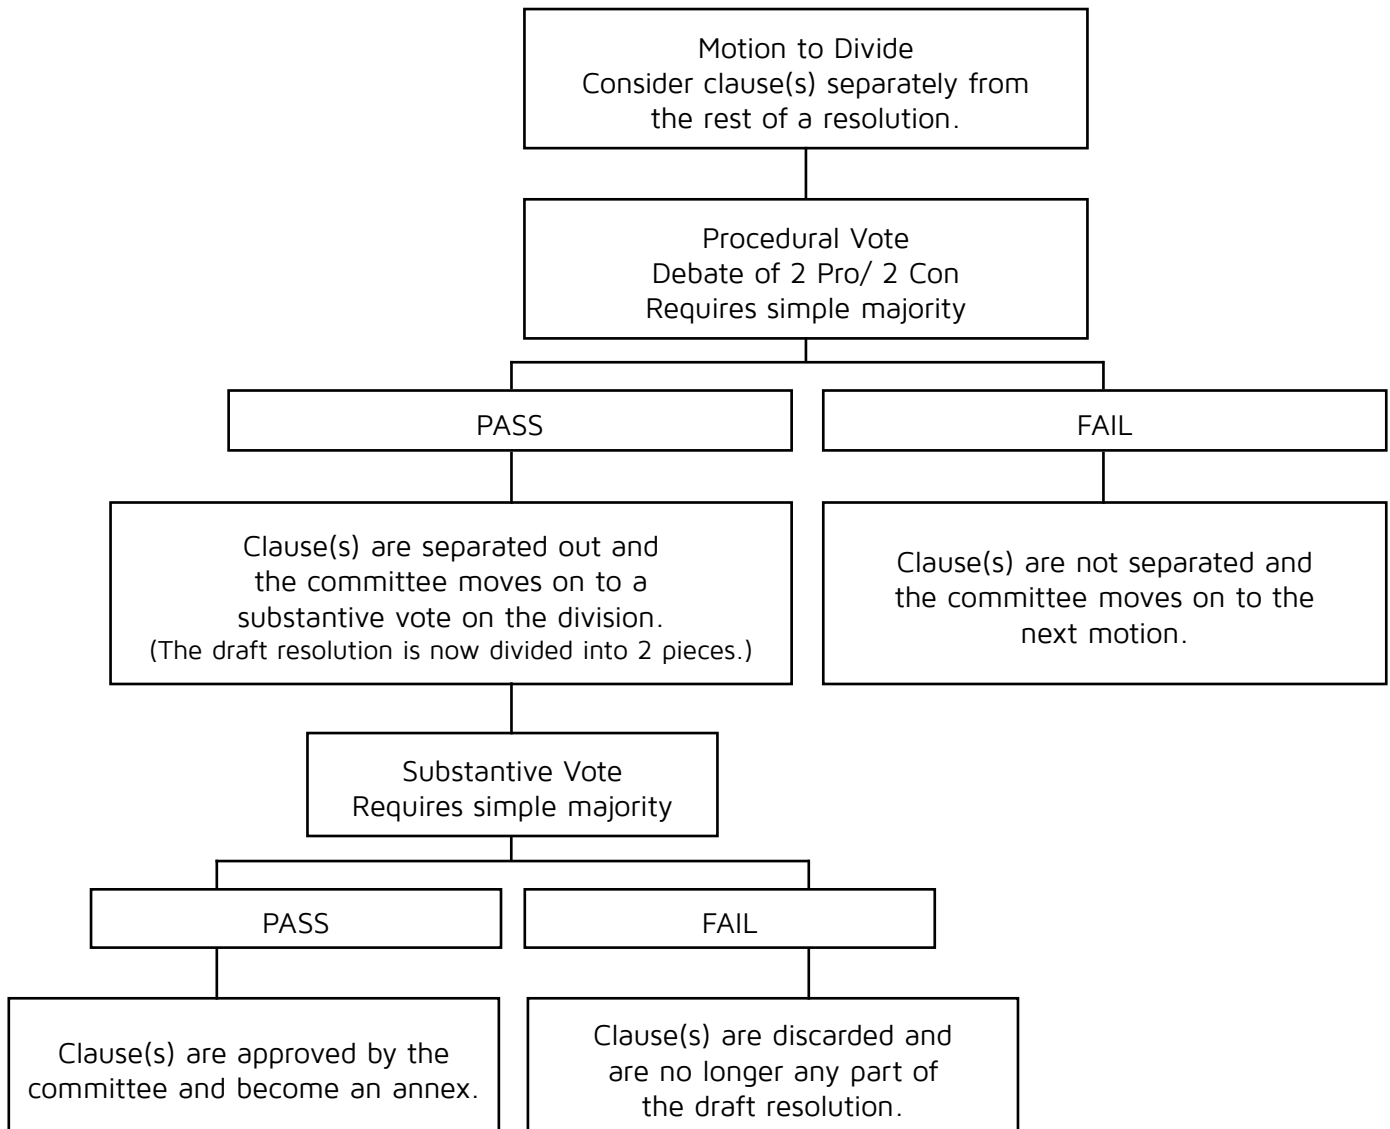 Motion to Divide
Consider clause(s) separately from
the rest of a resolution.
Procedural Vote
Debate of 2 Pro/ 2 Con
Requires simple majority
PASS
FAIL
Clause(s) are separated out and
the committee moves on to a
substantive vote on the division.
(The draft resolution is now divided into 2 pieces.)
Clause(s) are not separated and
the committee moves on to the
next motion.
Substantive Vote
Requires simple majority
PASS
FAIL
Clause(s) are approved by the
committee and become an annex.
Clause(s) are discarded and
are no longer any part of
the draft resolution.